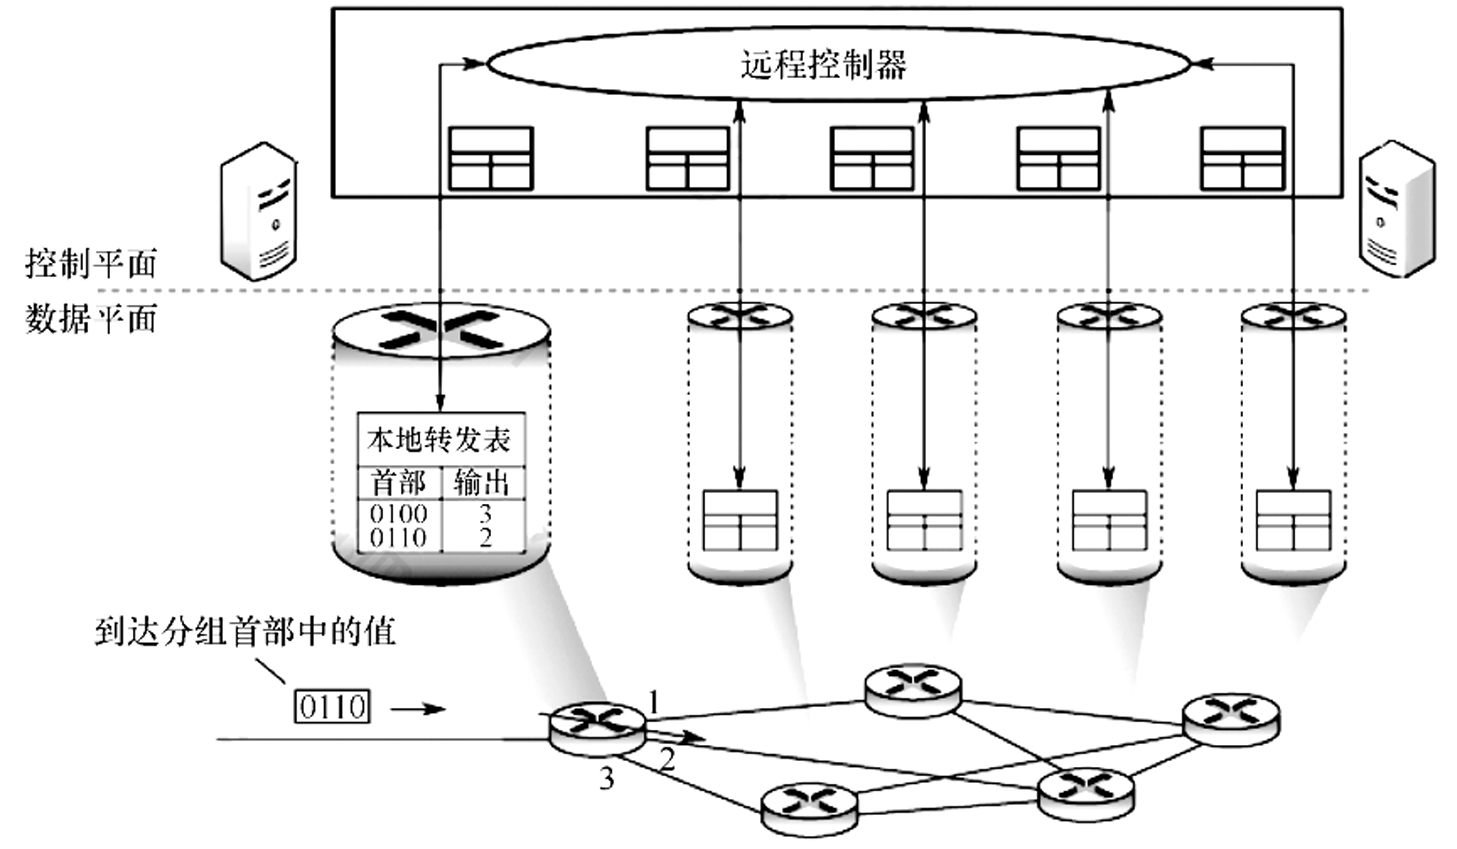 远程控制器
控制平面
数据平面
本地转发表
首部 输出
0100 3
0110 2
到达分组首部中的值
0110
1
2
3